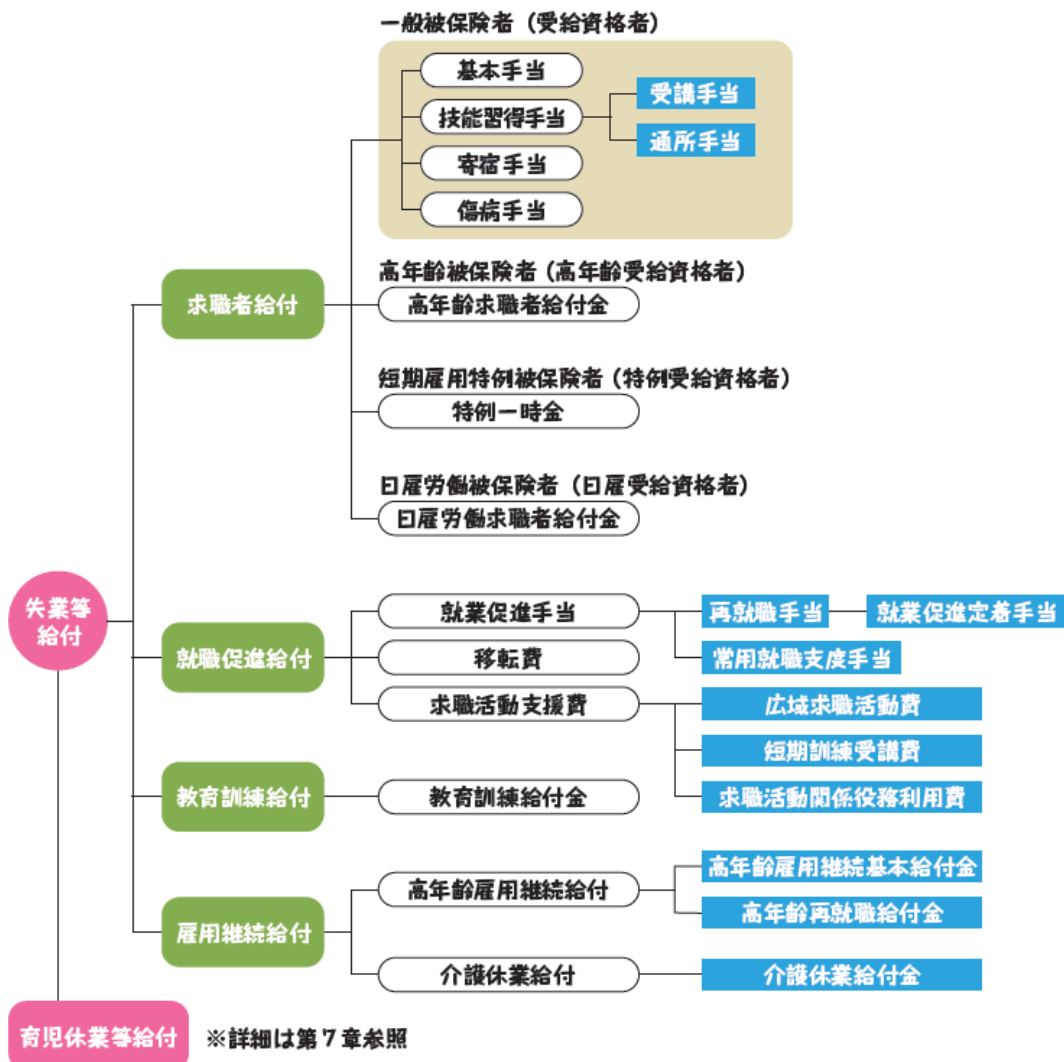 一般被保険者（受給資格者）
基本手当
技能習得手当
受講手当
通所手当
寄宿手当
傷病手当
求職者給付
高年齢被保険者（高年齢受給資格者）
高年齢求職者給付金
短期雇用特例被保険者（特例受給資格者）
特例一時金
日雇労働被保険者（日雇受給資格者）
日雇労働求職者給付金
失業等
給付
就職促進給付
就業促進手当
再就職手当
就業促進定着手当
常用就職支度手当
移転費
求職活動支援費
広域求職活動費
短期訓練受講費
求職活動関係役務利用費
教育訓練給付
教育訓練給付金
雇用継続給付
高年齢雇用継続給付
高年齢雇用継続基本給付金
高年齢再就職給付金
介護休業給付
介護休業給付金
育児休業等給付
※詳細は第７章参照